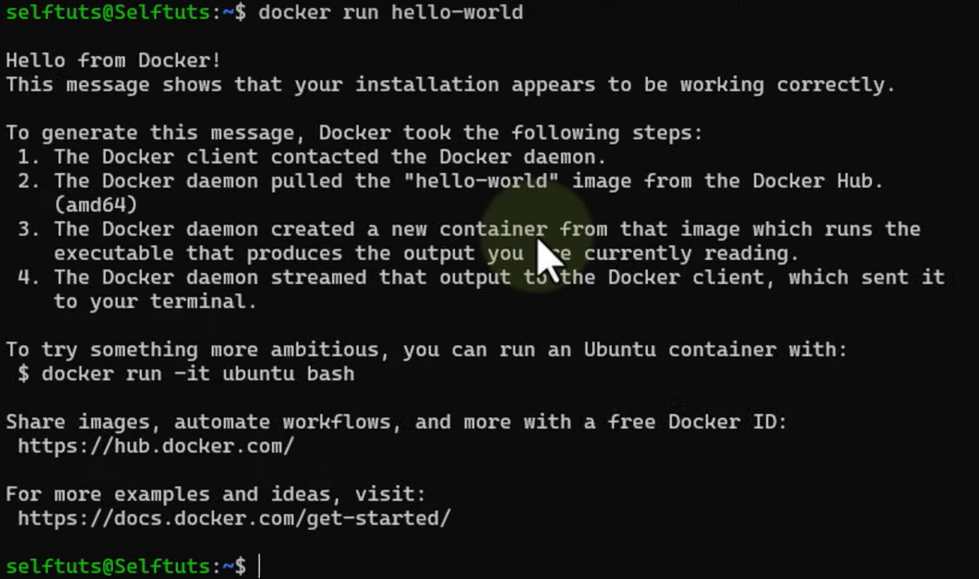 selftuts@Selftuts:~$ docker run hello-world
Hello from Docker!
This message shows that your installation appears to be working correctly.
To generate this message, Docker took the following steps:
1. The Docker client contacted the Docker daemon.
2. The Docker daemon pulled the "hello-world" image from the Docker Hub.
(amd64)
3. The Docker daemon created a new container from that image which runs the
executable that produces the output you are currently reading.
4. The Docker daemon streamed that output to the Docker client, which sent it
to your terminal.
To try something more ambitious, you can run an Ubuntu container with:
$ docker run -it ubuntu bash
Share images, automate workflows, and more with a free Docker ID:
https://hub.docker.com/
For more examples and ideas, visit:
https://docs.docker.com/get-started/
selftuts@Selftuts:~$